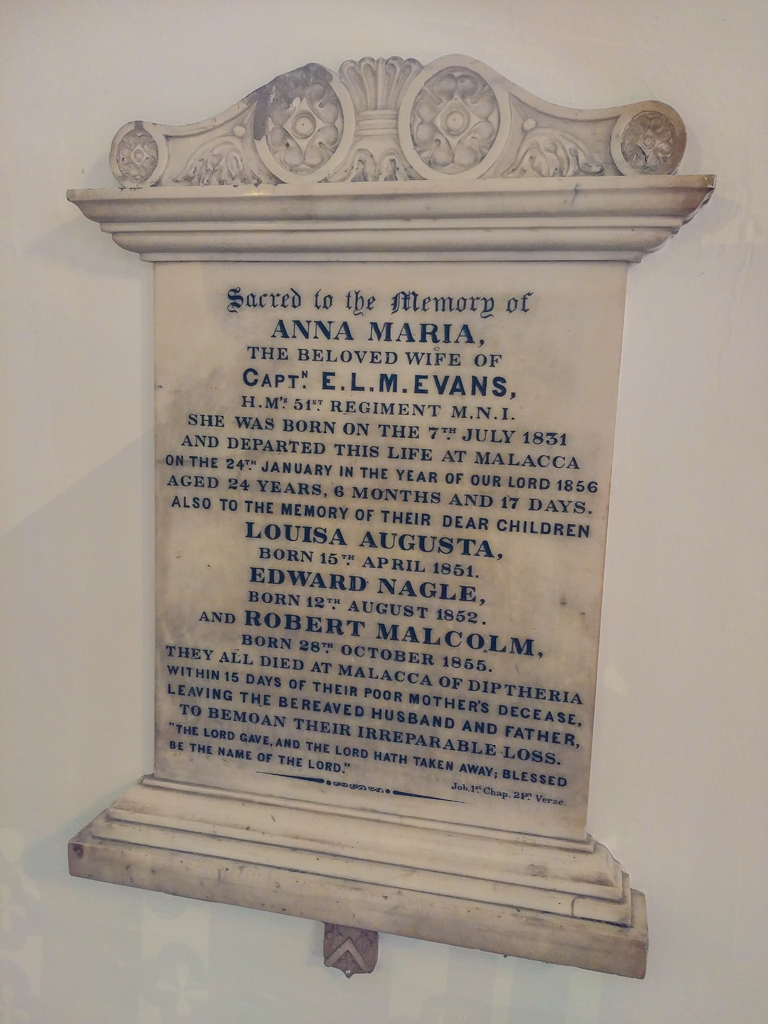 Sacred to the Memory of
ANNA MARIA,
THE BELOVED WIFE OF
CAPTN. E.L.M. EVANS,
H.M'S. 51ST. REGIMENT M.N.I.
SHE WAS BORN ON THE 7TH. JULY 1831
AND DEPARTED THIS LIFE AT MALACCA
ON THE 24TH. JANUARY IN THE YEAR OF OUR LORD 1856
AGED 24 YEARS, 6 MONTHS AND 17 DAYS.
ALSO TO THE MEMORY OF THEIR DEAR CHILDREN
LOUISA AUGUSTA,
BORN 15TH. APRIL 1851.
EDWARD NAGLE,
BORN 12TH. AUGUST 1852.
AND ROBERT MALCOLM,
BORN 28TH. OCTOBER 1855.
THEY ALL DIED AT MALACCA OF DIPTHERIA
WITHIN 15 DAYS OF THEIR POOR MOTHER'S DECEASE,
LEAVING THE BEREAVED HUSBAND AND FATHER,
TO BEMOAN THEIR IRREPARABLE LOSS.
"THE LORD GAVE, AND THE LORD HATH TAKEN AWAY; BLESSED
BE THE NAME OF THE LORD."
Job. 1st. Chap. 21st. Verse.